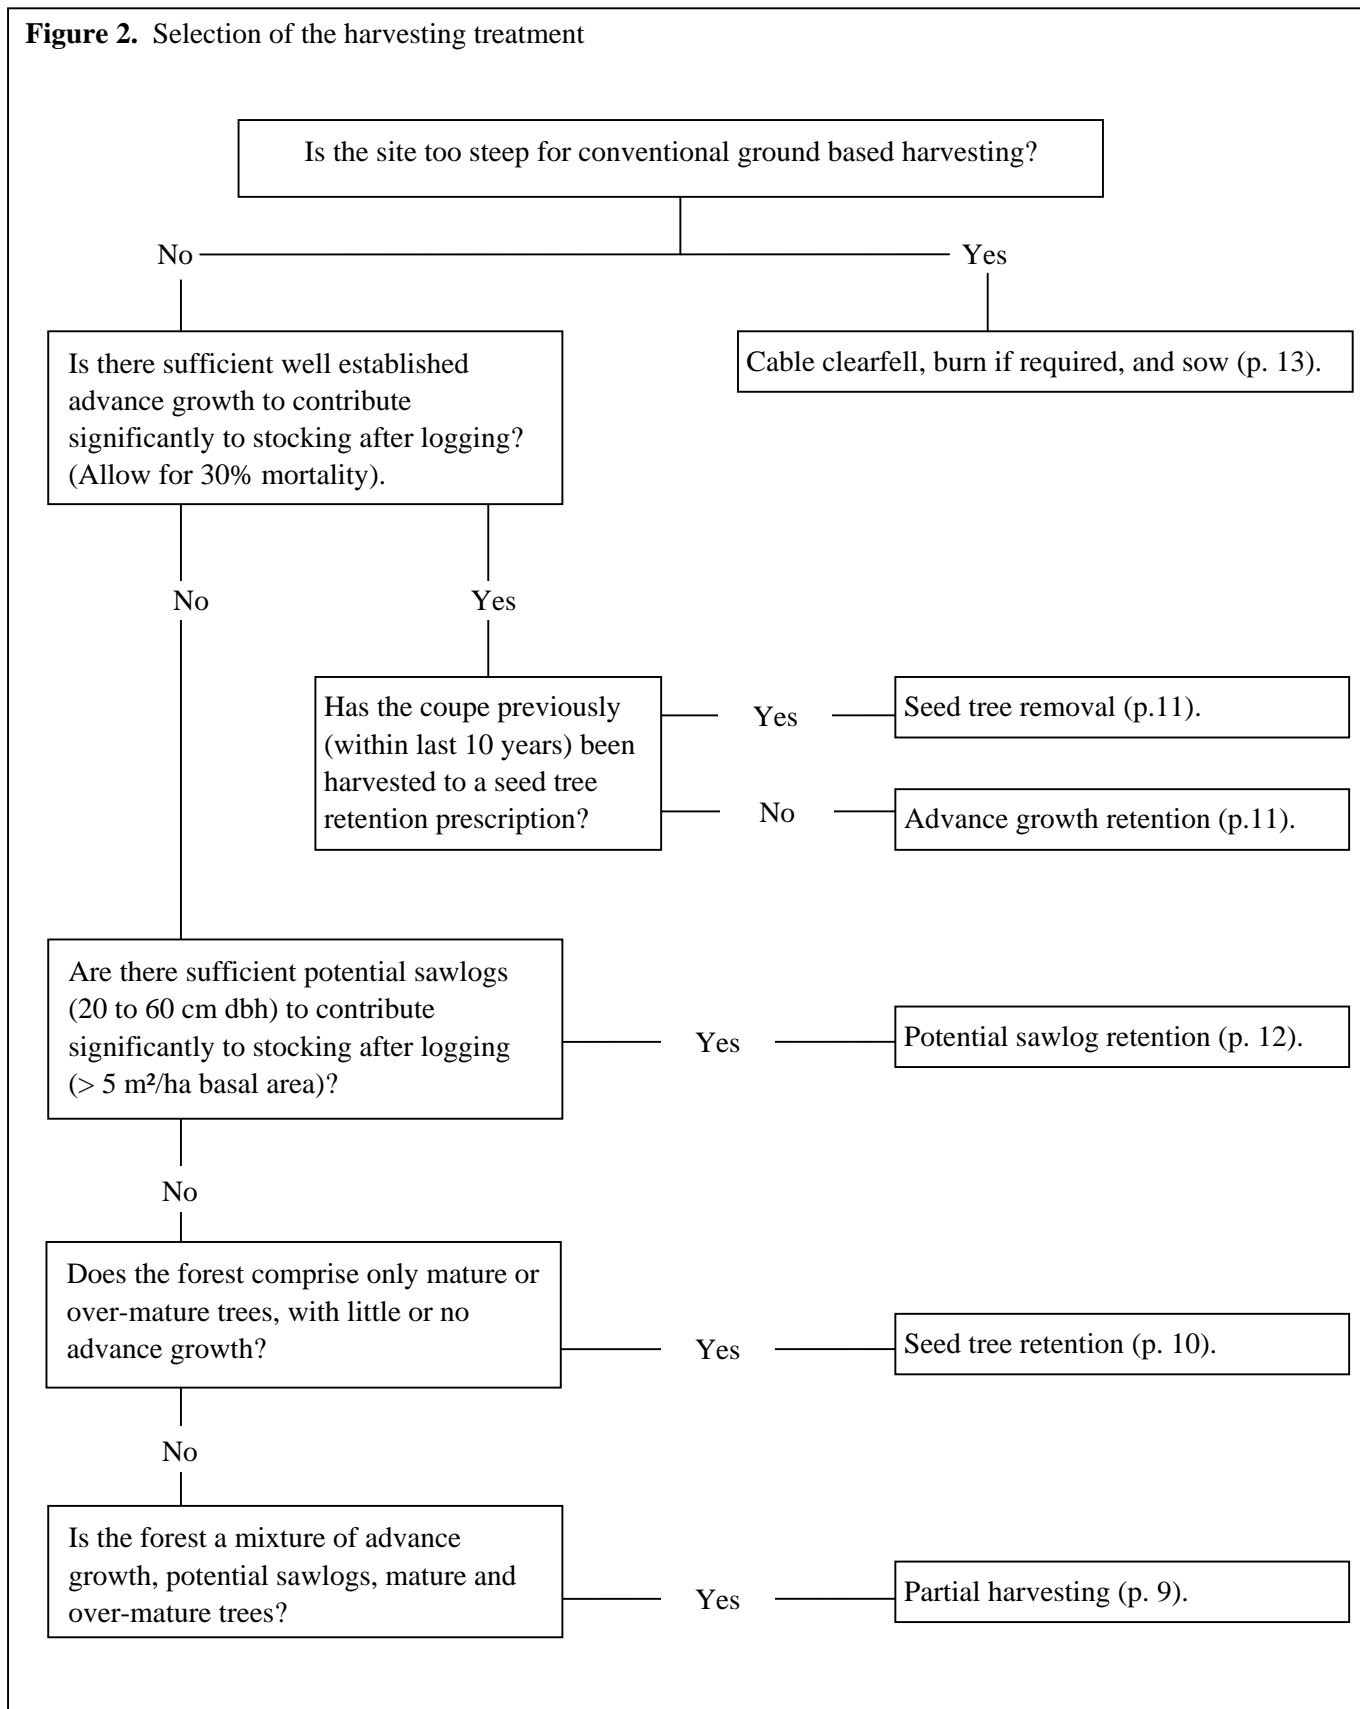 Figure 2. Selection of the harvesting treatment
Is the site too steep for conventional ground based harvesting?
No
Yes
Is there sufficient well established
advance growth to contribute
significantly to stocking after logging?
(Allow for 30% mortality).
Cable clearfell, burn if required, and sow (p. 13).
No
Yes
Has the coupe previously
(within last 10 years) been
harvested to a seed tree
retention prescription?
Yes
Seed tree removal (p.11).
No
Advance growth retention (p.11).
Are there sufficient potential sawlogs
(20 to 60 cm dbh) to contribute
significantly to stocking after logging
(> 5 m²/ha basal area)?
Yes
Potential sawlog retention (p. 12).
No
Does the forest comprise only mature or
over-mature trees, with little or no
advance growth?
Yes
Seed tree retention (p. 10).
No
Is the forest a mixture of advance
growth, potential sawlogs, mature and
over-mature trees?
Yes
Partial harvesting (p. 9).